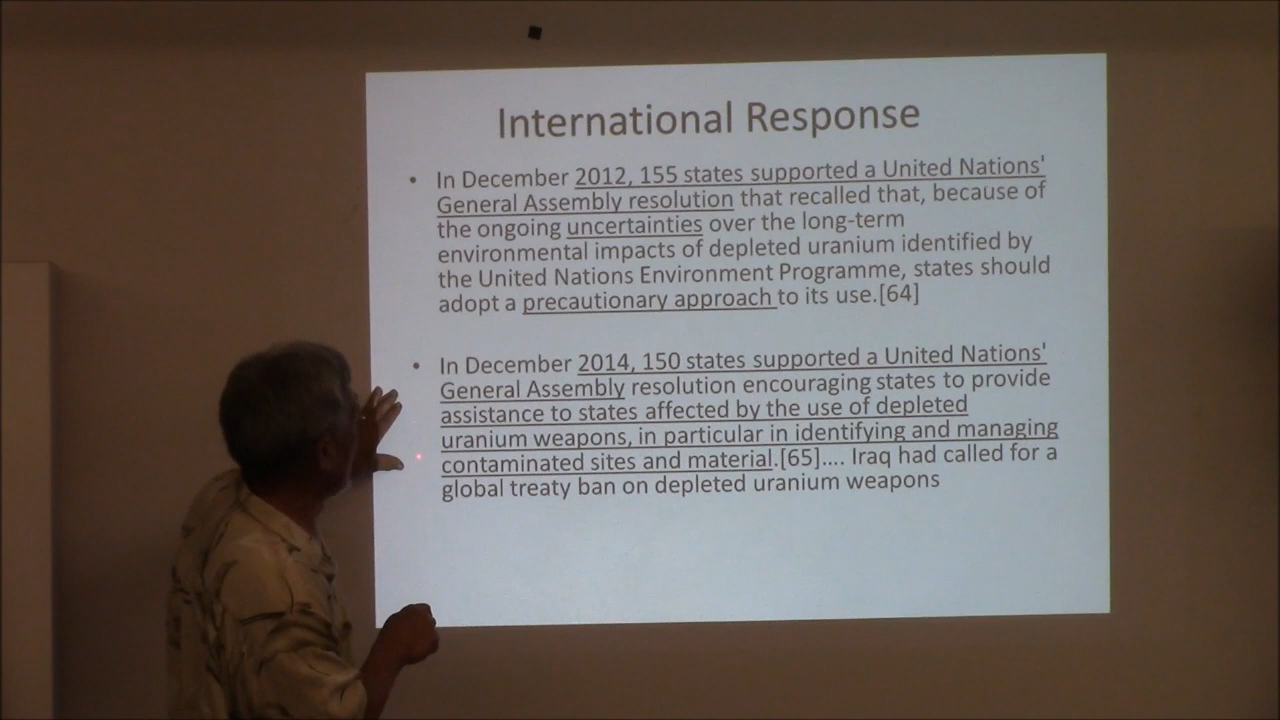 International Response
• In December 2012, 155 states supported a United Nations'
General Assembly resolution that recalled that, because of
the ongoing uncertainties over the long-term
environmental impacts of depleted uranium identified by
the United Nations Environment Programme, states should
adopt a precautionary approach to its use.[64]
• In December 2014, 150 states supported a United Nations'
General Assembly resolution encouraging states to provide
assistance to states affected by the use of depleted
uranium weapons, in particular in identifying and managing
contaminated sites and material.[65].... Iraq had called for a
global treaty ban on depleted uranium weapons